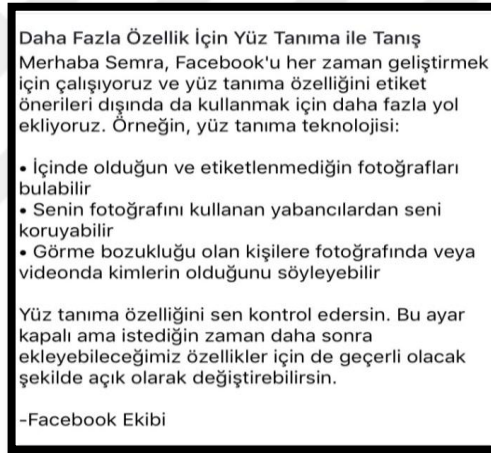 Daha Fazla Özellik İçin Yüz Tanıma ile Tanış
Merhaba Semra, Facebook'u her zaman geliştirmek
için çalışıyoruz ve yüz tanıma özelliğini etiket
önerileri dışında da kullanmak için daha fazla yol
ekliyoruz. Örneğin, yüz tanıma teknolojisi:
• İçinde olduğun ve etiketlenmediğin fotoğrafları
bulabilir
• Senin fotoğrafını kullanan yabancılardan seni
koruyabilir
• Görme bozukluğu olan kişilere fotoğrafında veya
videonda kimlerin olduğunu söyleyebilir
Yüz tanıma özelliğini sen kontrol edersin. Bu ayar
kapalı ama istediğin zaman daha sonra
ekleyebileceğimiz özellikler için de geçerli olacak
şekilde açık olarak değiştirebilirsin.
-Facebook Ekibi